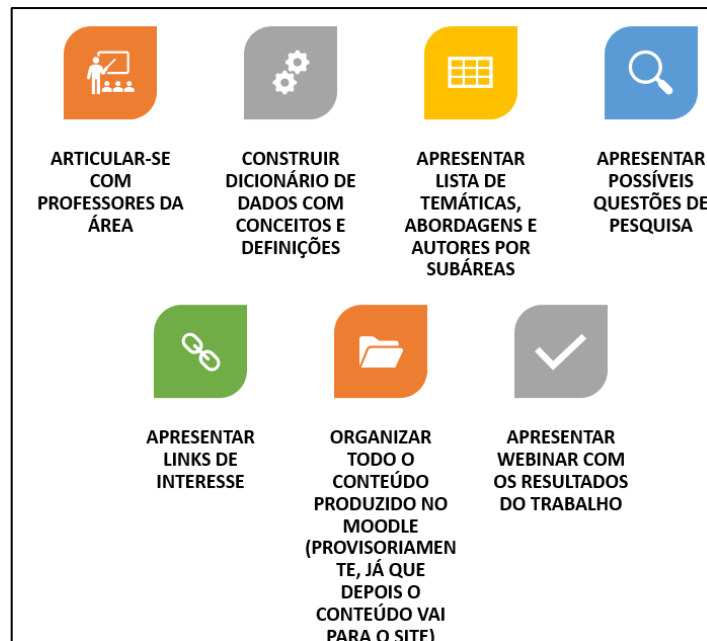 ARTICULAR-SE
COM
PROFESSORES DA
ÁREA
CONSTRUIR
DICIONÁRIO DE
DADOS COM
CONCEITOS E
DEFINIÇÕES
APRESENTAR
LISTA DE
TEMÁTICAS,
ABORDAGENS E
AUTORES POR
SUBÁREAS
APRESENTAR
POSSÍVEIS
QUESTÕES DE
PESQUISA
APRESENTAR
LINKS DE
INTERESSE
ORGANIZAR
TODO O
CONTEÚDO
PRODUZIDO NO
MOODLE
(PROVISORIAMEN
TE, JÁ QUE
DEPOIS O
CONTEÚDO VAI
PARA O SITE)
APRESENTAR
WEBINAR COM
OS RESULTADOS
DO TRABALHO